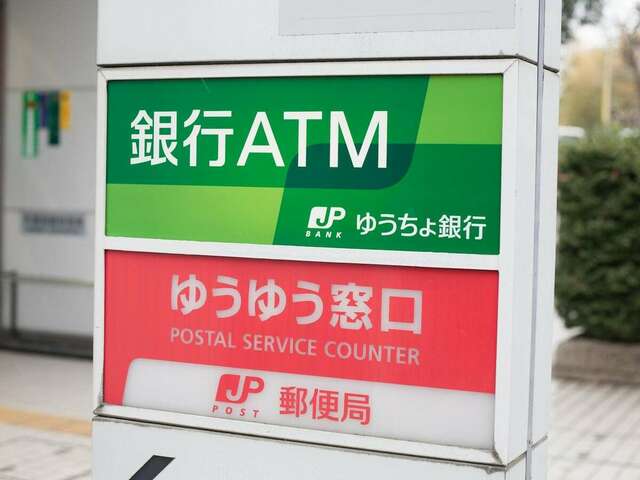 銀行ATM
JP BANK ゆうちょ銀行
ゆうゆう窓口
POSTAL SERVICE COUNTER
JP POST 郵便局